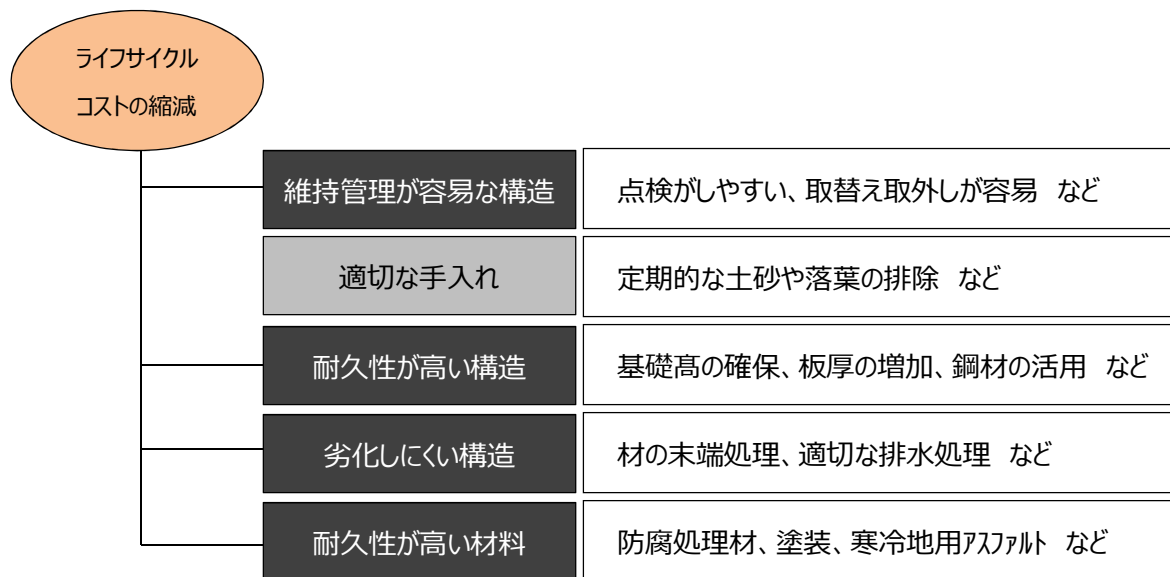 ライフサイクル
コストの縮減
維持管理が容易な構造
点検がしやすい、取替え取外しが容易　など
適切な手入れ
定期的な土砂や落葉の排除　など
耐久性が高い構造
基礎髙の確保、板厚の増加、鋼材の活用　など
劣化しにくい構造
材の末端処理、適切な排水処理　など
耐久性が高い材料
防腐処理材、塗装、寒冷地用ｱｽﾌｧﾙﾄ　など